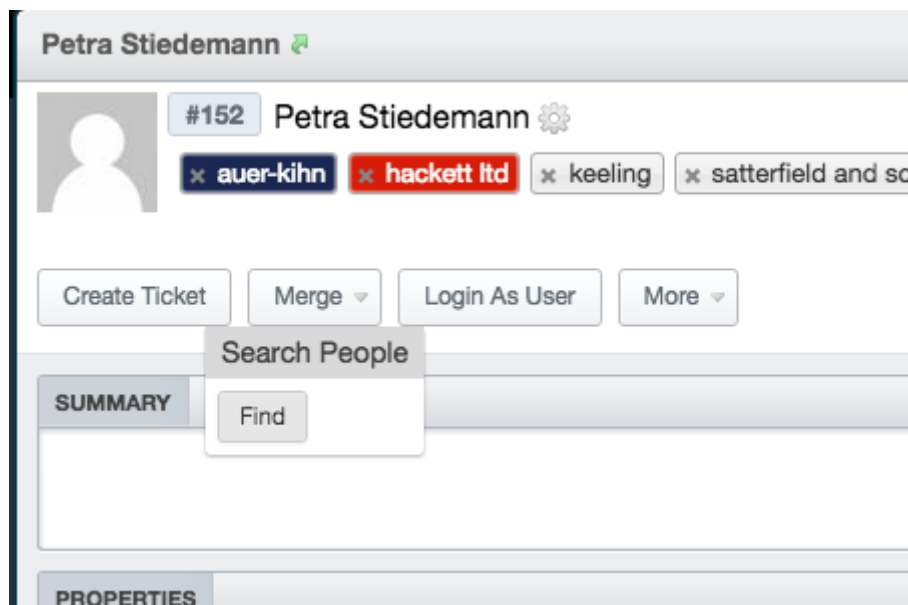 Petra Stiedemann
#152 Petra Stiedemann
× auer-kihn × hackett ltd × keeling × satterfield and
Create Ticket Merge Login As User More
Search People
Find
SUMMARY
PROPERTIES